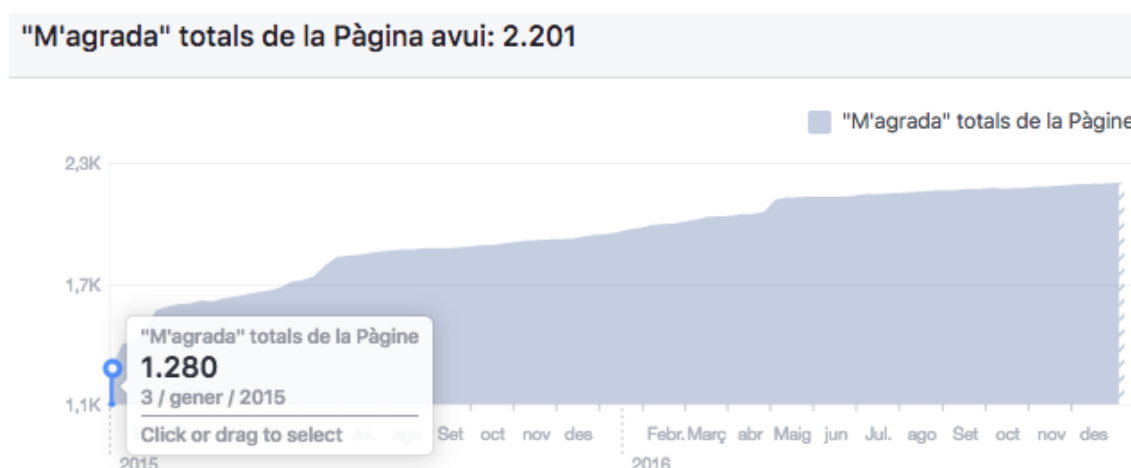 "M'agrada" totals de la Pàgina avui: 2.201
"M'agrada" totals de la Pàgine
2,3K
1,7K
"M'agrada" totals de la Pàgine
1.280
3 / gener / 2015
1,1K
Click or drag to select
Jul. ago Set oct nov des Febr. Març abr Maig jun Jul. ago Set oct nov des
2015 2016